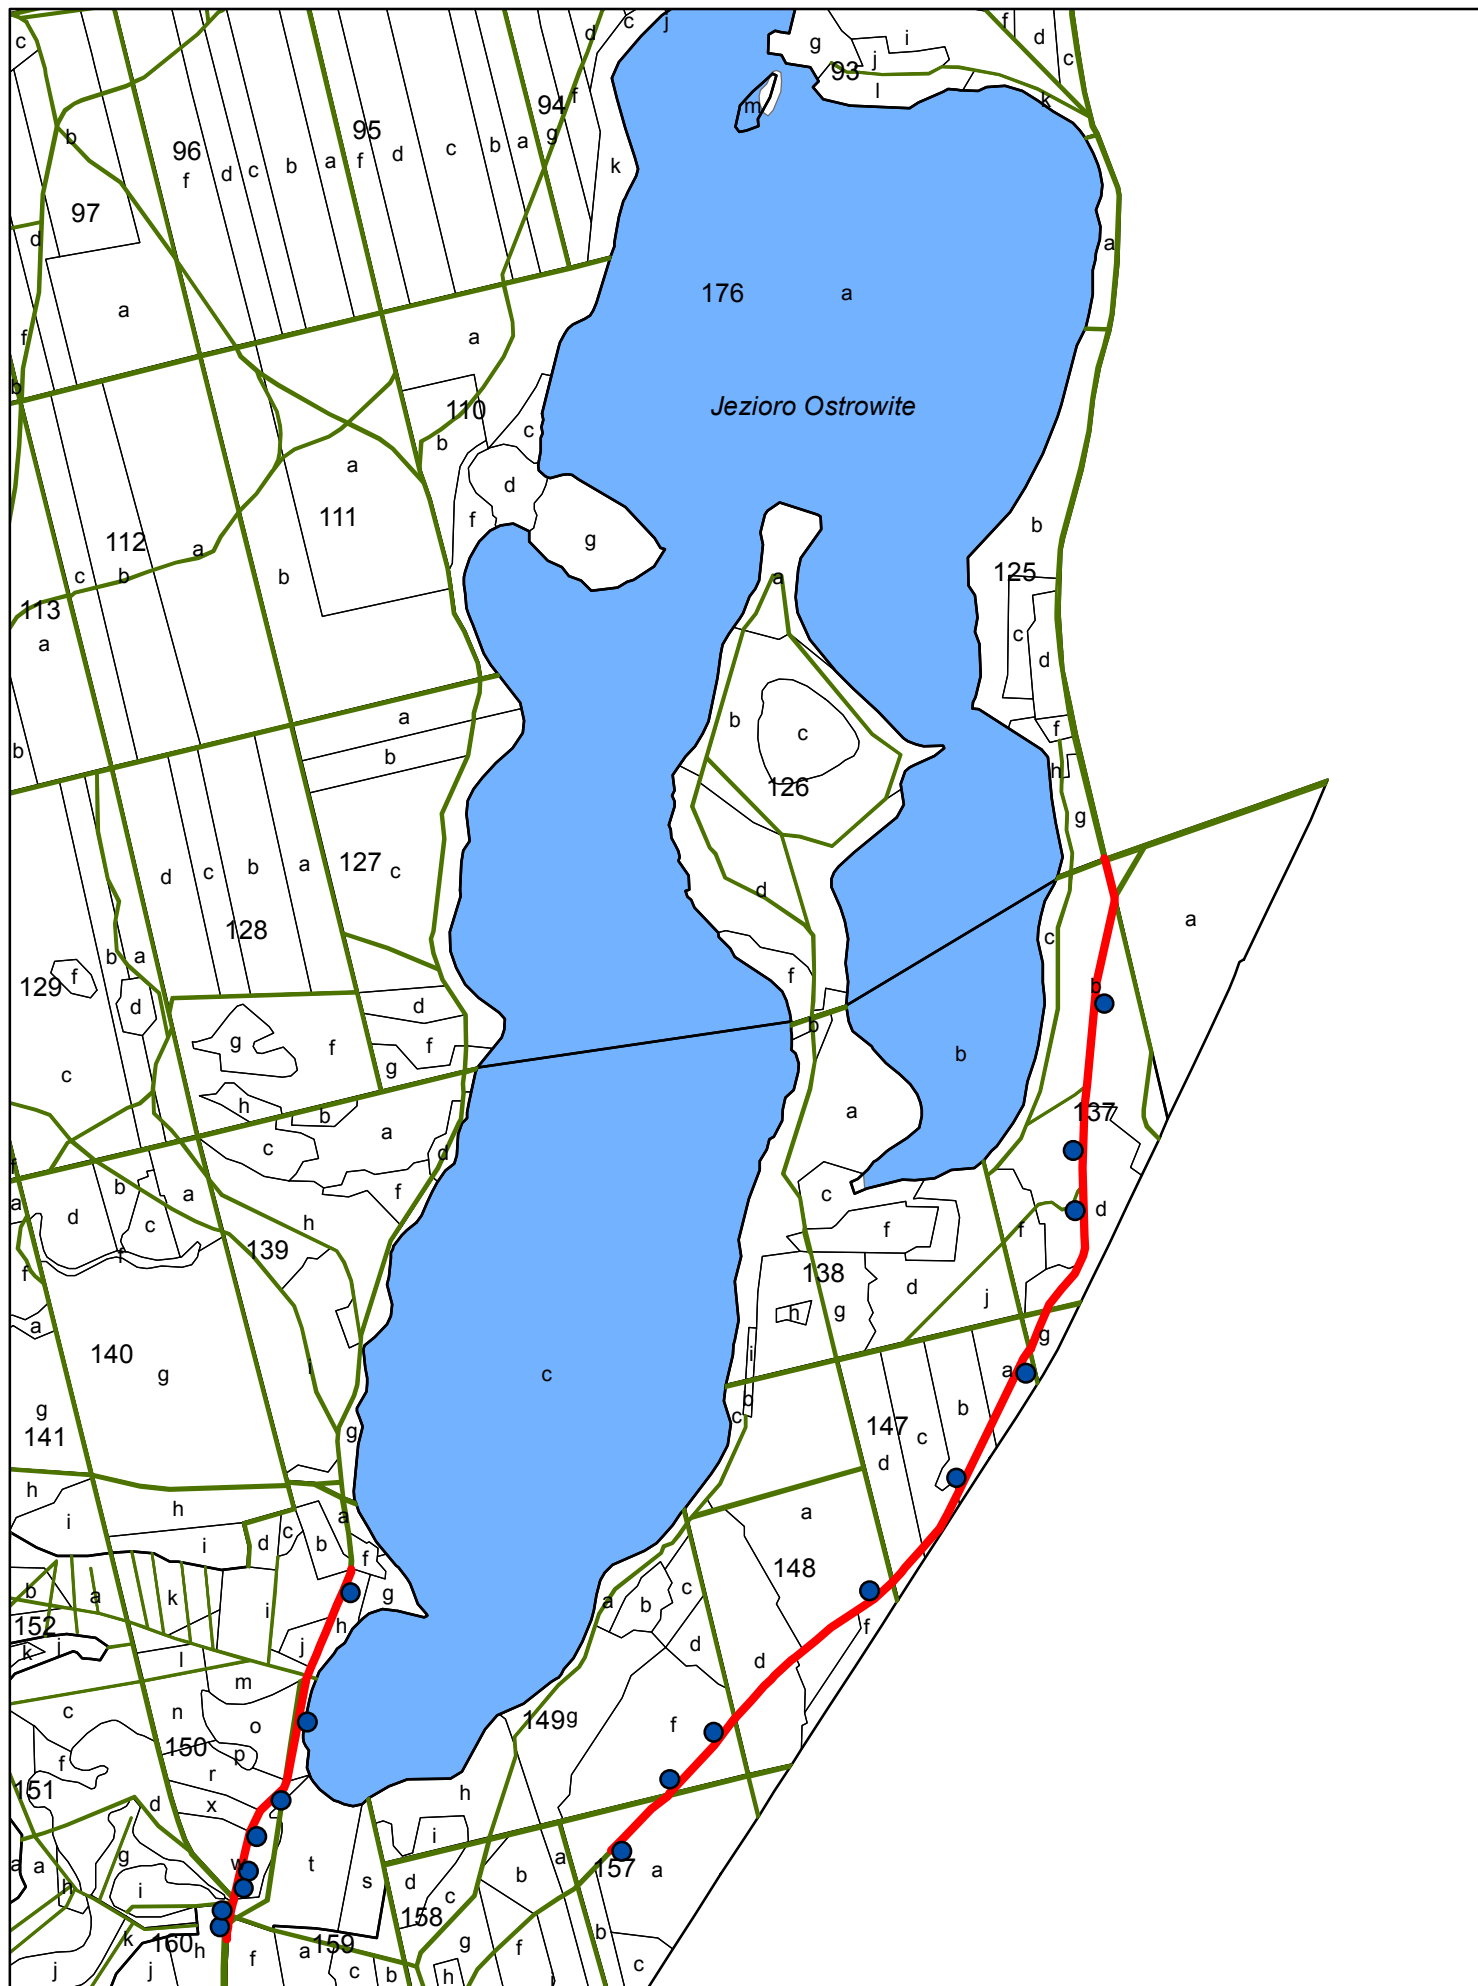 c
d
c
j
g
i
j
f
d
c
93
l
k
m
94
f
g
95
b
96
f
d
c
b
a
f
d
c
b
a
k
97
d
a
f
b
a
176
a
a
Jezioro Ostrowite
110
b
c
a
d
f
g
111
112
a
c
b
b
113
a
b
a
b
125
c
d
a
b
c
f
h
126
g
a
b
127
c
d
c
b
a
128
d
a
c
b
a
129
f
d
d
f
b
b
g
f
f
g
b
c
h
b
a
a
137
c
d
f
a
b
a
d
c
f
h
c
f
f
d
139
138
d
j
f
h
g
g
a
i
140
g
i
c
a
b
b
c
g
141
g
c
147
d
h
h
a
i
i
d
c
b
a
f
148
b
a
k
i
g
h
a
b
c
f
152
k
i
j
l
d
d
m
c
n
o
149
g
f
150
p
f
r
h
151
d
x
i
a
a
g
w
t
s
d
b
a
157
a
h
i
c
158
k
160
h
f
a
159
g
f
b
j
j
c
b
h
c